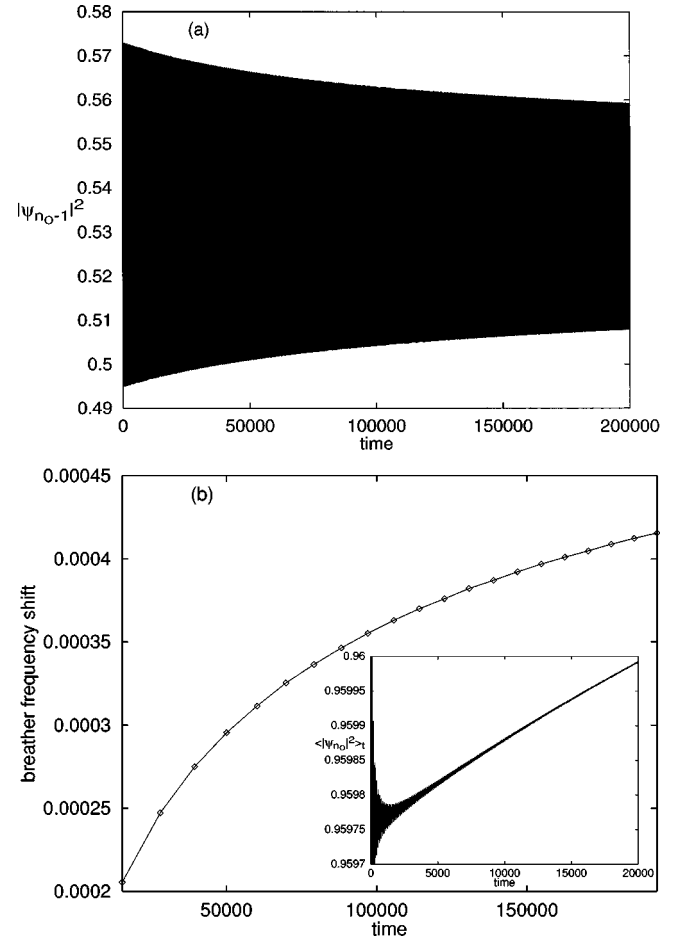 0.58
(a)
0.57
0.56
0.55
0.54
|ψn₀-1|²
0.53
0.52
0.51
0.5
0.49
0 50000 100000 150000 200000
time
0.00045
(b)
0.0004
breather frequency shift
0.00035
0.0003
0.00025
0.0002
0.96
0.95995
0.9599
<|ψn₀|²>t
0.95985
0.9598
0.95975
0.9597
0 5000 10000 15000 20000
time
50000 100000 150000
time